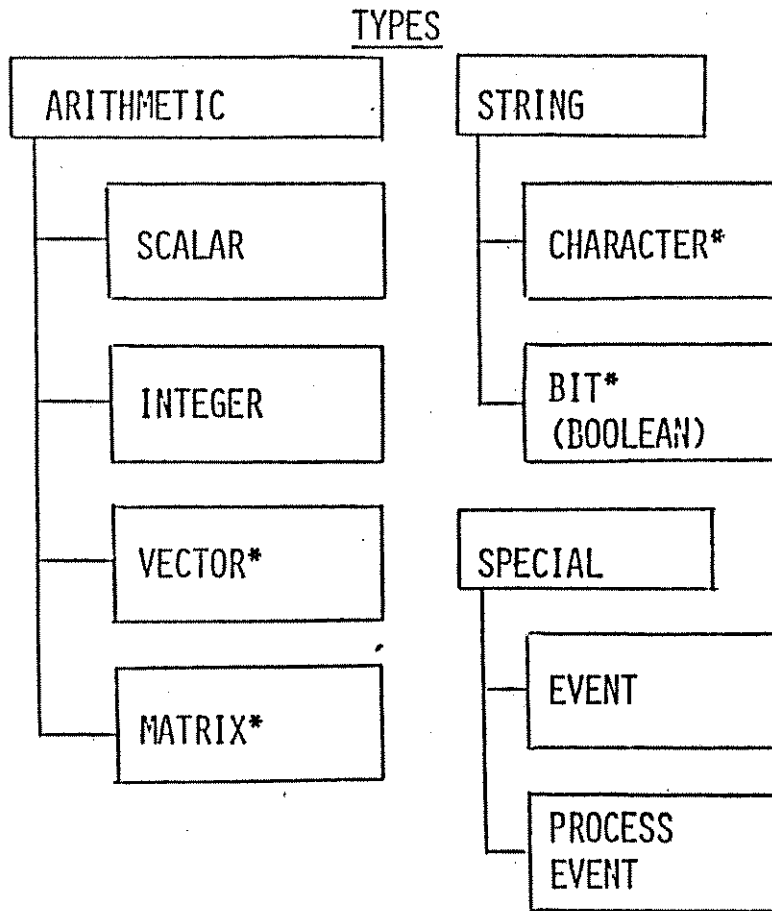 TYPES
ARITHMETIC
SCALAR
INTEGER
VECTOR*
MATRIX*
STRING
CHARACTER*
BIT*
(BOOLEAN)
SPECIAL
EVENT
PROCESS
EVENT